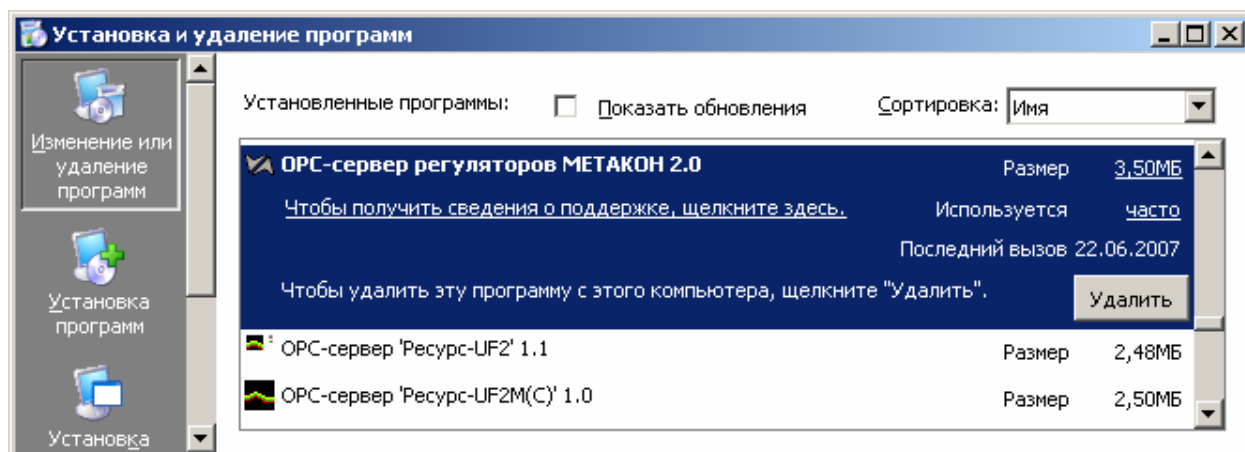 Установка и удаление программ
Изменение или
удаление
программ
Установка
программ
Установка
Установленные программы: Показать обновления Сортировка: Имя
OPC-сервер регуляторов МЕТАКОН 2.0 Размер 3,50МБ
Чтобы получить сведения о поддержке, щелкните здесь. Используется часто
Последний вызов 22.06.2007
Чтобы удалить эту программу с этого компьютера, щелкните "Удалить". Удалить
OPC-сервер 'Ресурс-UF2' 1.1 Размер 2,48МБ
OPC-сервер 'Ресурс-UF2M(C)' 1.0 Размер 2,50МБ